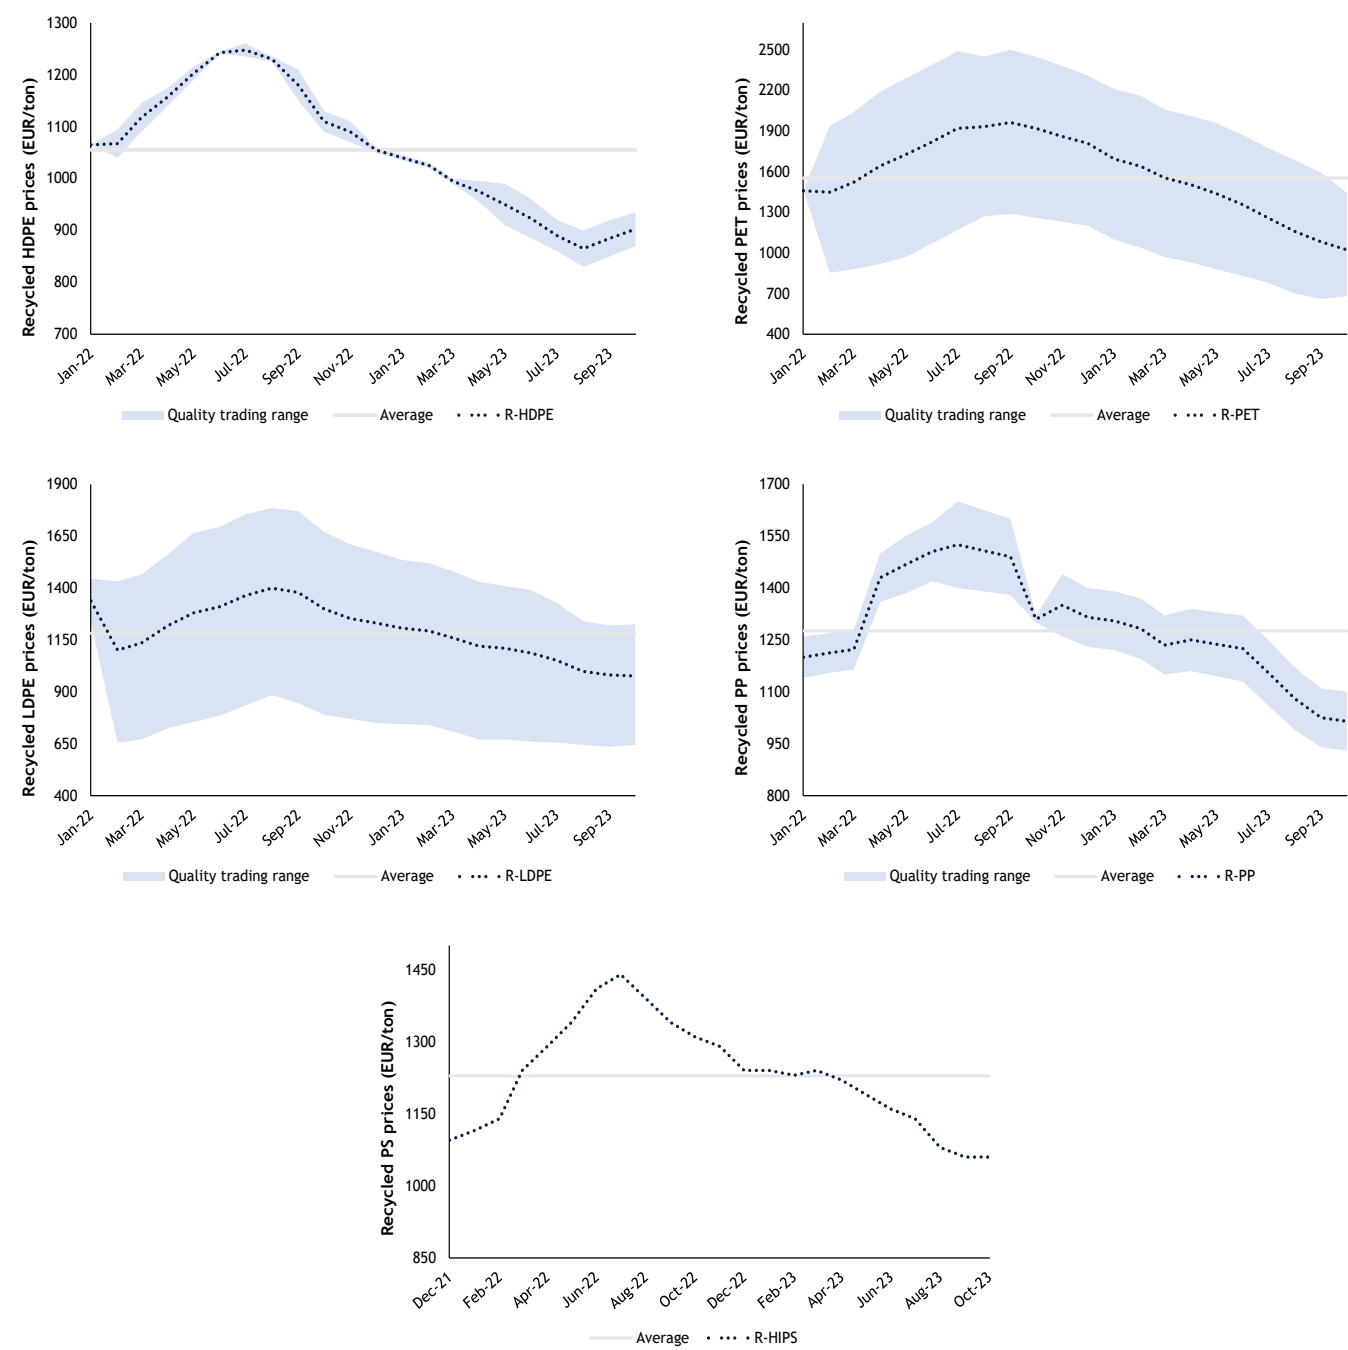 Recycled HDPE prices (EUR/ton)
1300
1200
1100
1000
900
800
700
Jan-22 Mar-22 May-22 Jul-22 Sep-22 Nov-22 Jan-23 Mar-23 May-23 Jul-23 Sep-23
Quality trading range Average R-HDPE
Recycled PET prices (EUR/ton)
2500
2200
1900
1600
1300
1000
700
400
Jan-22 Mar-22 May-22 Jul-22 Sep-22 Nov-22 Jan-23 Mar-23 May-23 Jul-23 Sep-23
Quality trading range Average R-PET
Recycled LDPE prices (EUR/ton)
1900
1650
1400
1150
900
650
400
Jan-22 Mar-22 May-22 Jul-22 Sep-22 Nov-22 Jan-23 Mar-23 May-23 Jul-23 Sep-23
Quality trading range Average R-LDPE
Recycled PP prices (EUR/ton)
1700
1550
1400
1250
1100
950
800
Jan-22 Mar-22 May-22 Jul-22 Sep-22 Nov-22 Jan-23 Mar-23 May-23 Jul-23 Sep-23
Quality trading range Average R-PP
Recycled PS prices (EUR/ton)
1450
1300
1150
1000
850
Dec-21 Feb-22 Apr-22 Jun-22 Aug-22 Oct-22 Dec-22 Feb-23 Apr-23 Jun-23 Aug-23 Oct-23
Average R-HIPS